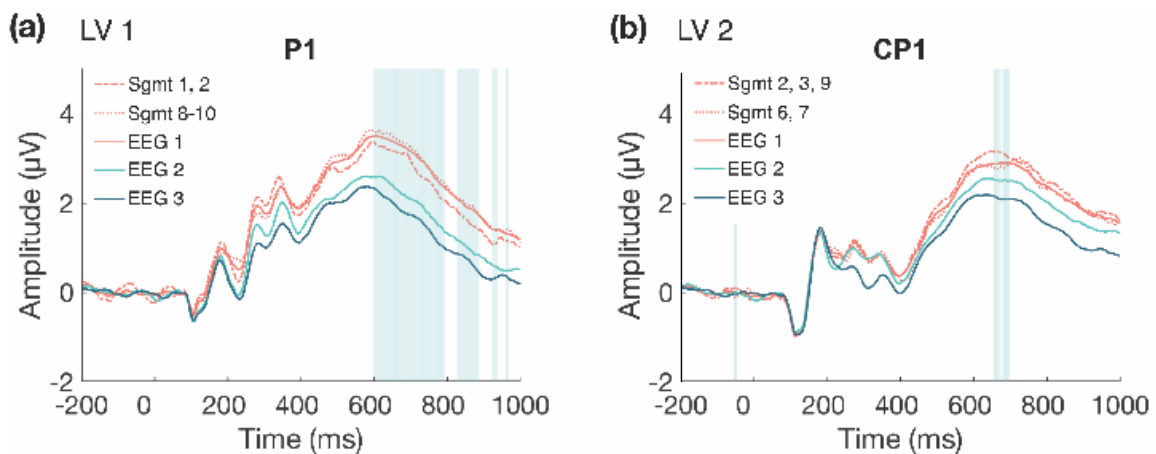 (a) LV 1
P1
Sgmt 1, 2
Sgmt 8-10
EEG 1
EEG 2
EEG 3
Amplitude (µV)
4
2
0
-2
-200 0 200 400 600 800 1000
Time (ms)
(b) LV 2
CP1
Sgmt 2, 3, 9
Sgmt 6, 7
EEG 1
EEG 2
EEG 3
Amplitude (µV)
4
2
0
-2
-200 0 200 400 600 800 1000
Time (ms)